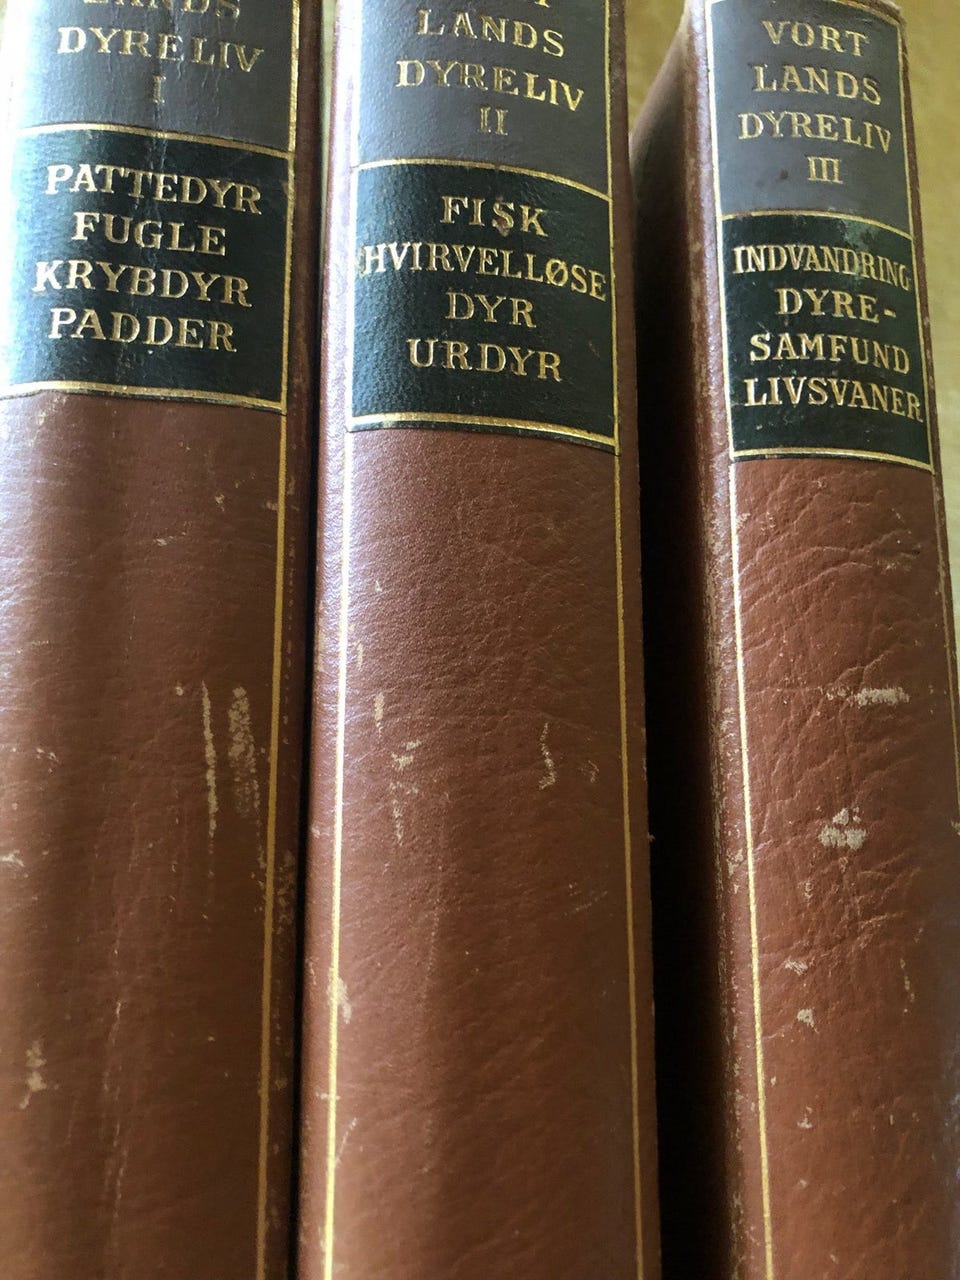 LANDS
DYRELIV
I
PATTEDYR
FUGLE
KRYBDYR
PADDER
LANDS
DYRELIV
II
FISK
HVIRVELLØSE
DYR
URDYR
VORT
LANDS
DYRELIV
III
INDVANDRING
DYRE-
SAMFUND
LIVSVANER